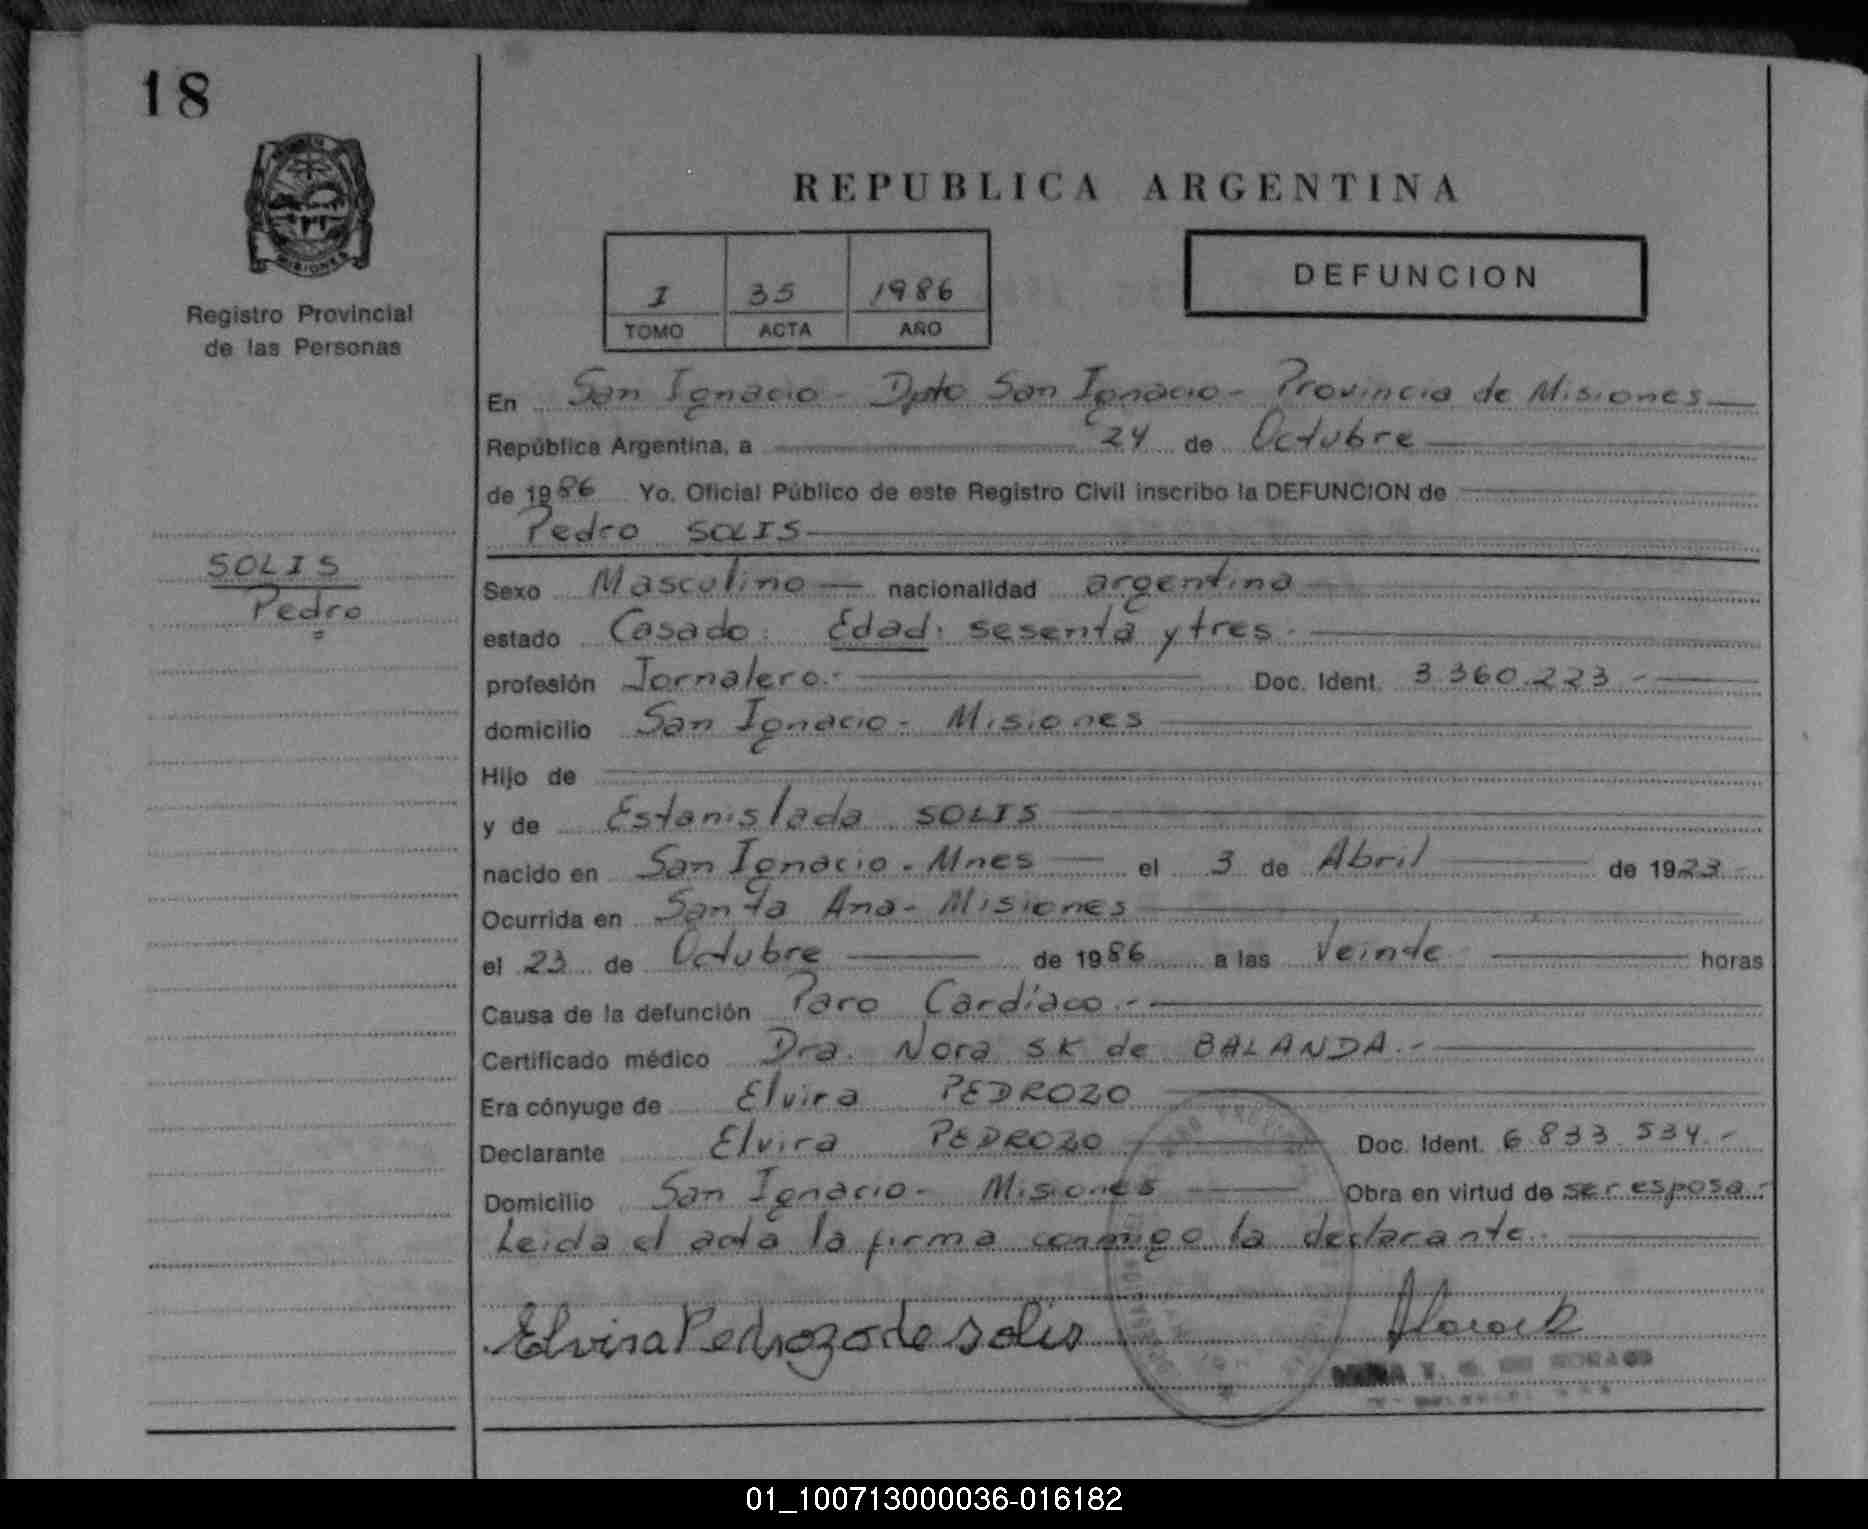 18
MISIONES
Registro Provincial
de las Personas
SOLIS
Pedro
REPUBLICA ARGENTINA
I 35 1986
TOMO ACTA AÑO
DEFUNCION
En San Ignacio - Dpto San Ignacio - Provincia de Misiones
República Argentina, a 24 de Octubre
de 1986 Yo, Oficial Público de este Registro Civil inscribo la DEFUNCION de
Pedro SOLIS
Sexo Masculino nacionalidad argentina
estado Casado. Edad: sesenta y tres.
profesión Jornalero.- Doc. Ident. 3.360.223.-
domicilio San Ignacio - Misiones
Hijo de
y de Estanislada SOLIS
nacido en San Ignacio - Mnes el 3 de Abril de 1923.-
Ocurrida en Santa Ana - Misiones
el 23 de Octubre de 1986 a las Veinte horas
Causa de la defunción Paro Cardíaco.-
Certificado médico Dra. Nora SK de BALANDA.-
Era cónyuge de Elvira PEDROZO
Declarante Elvira PEDROZO Doc. Ident. 6.833.534.-
Domicilio San Ignacio - Misiones Obra en virtud de ser esposa.-
Leida el acta la firma conmigo la declarante.
Elvira Pedrozo de Solis
01_100713000036-016182